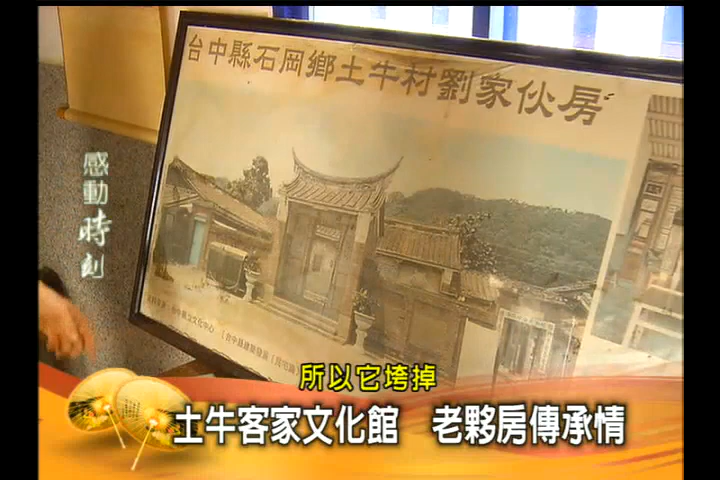 台中縣石岡鄉土牛村劉家伙房
感動時刻
所以它垮掉
土牛客家文化館 老夥房傳承情